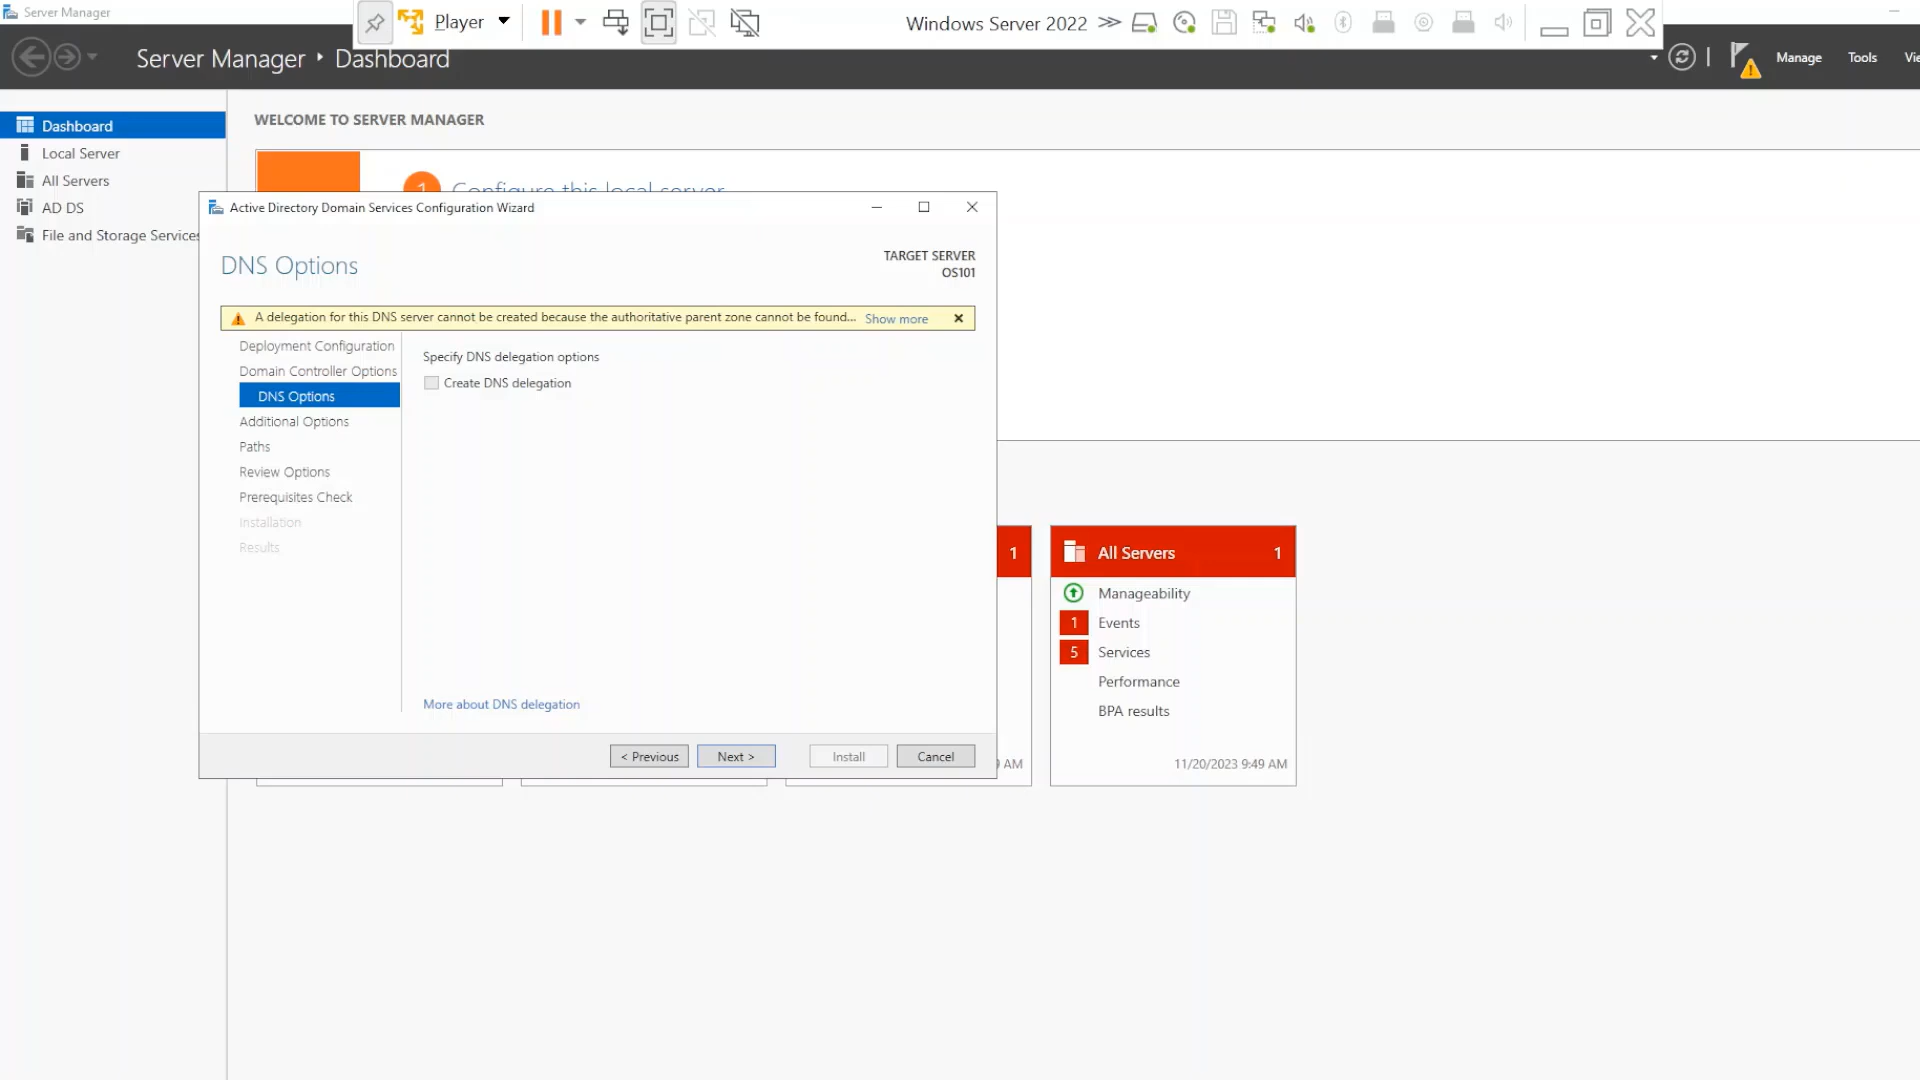 Server Manager
Player
Windows Server 2022
Server Manager
Dashboard
Manage
Tools
Dashboard
Local Server
All Servers
AD DS
File and Storage Services
WELCOME TO SERVER MANAGER
1
Configure this local server
Active Directory Domain Services Configuration Wizard
DNS Options
TARGET SERVER
OS101
A delegation for this DNS server cannot be created because the authoritative parent zone cannot be found... Show more
Deployment Configuration
Domain Controller Options
DNS Options
Additional Options
Paths
Review Options
Prerequisites Check
Installation
Results
Specify DNS delegation options
Create DNS delegation
More about DNS delegation
< Previous
Next >
Install
Cancel
1
AM
All Servers 1
Manageability
1 Events
5 Services
Performance
BPA results
11/20/2023 9:49 AM